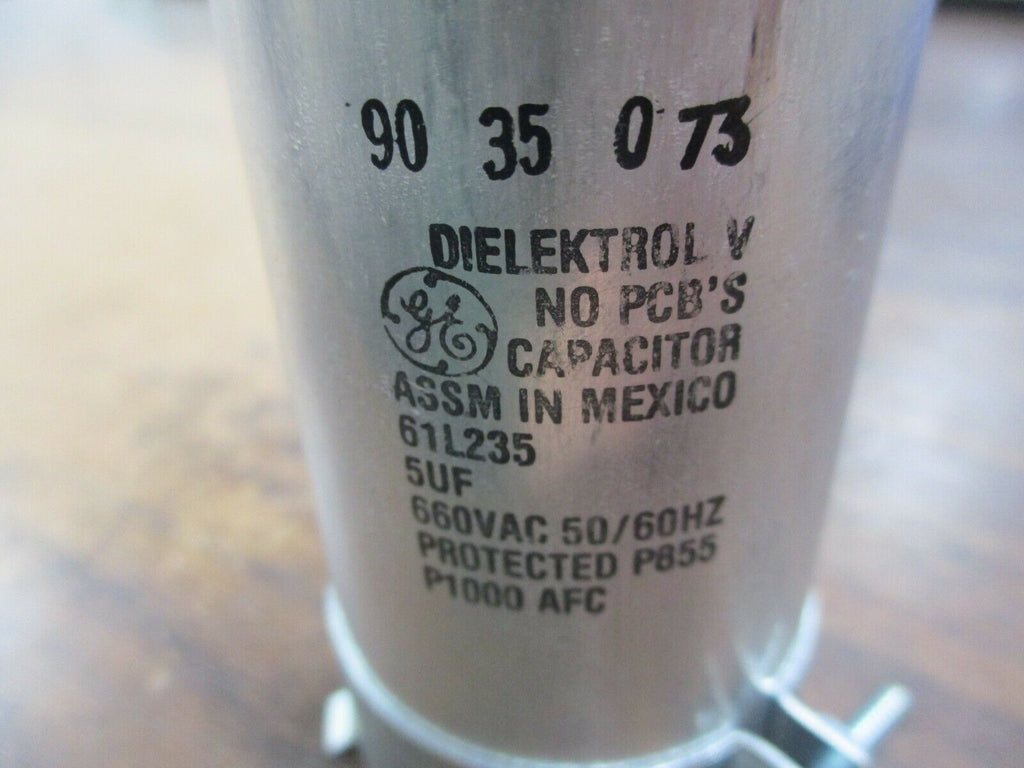 90 35 0 73
DIELEKTROL V
GE NO PCB'S
CAPACITOR
ASSM IN MEXICO
61L235
5UF
660VAC 50/60HZ
PROTECTED P855
P1000 AFC